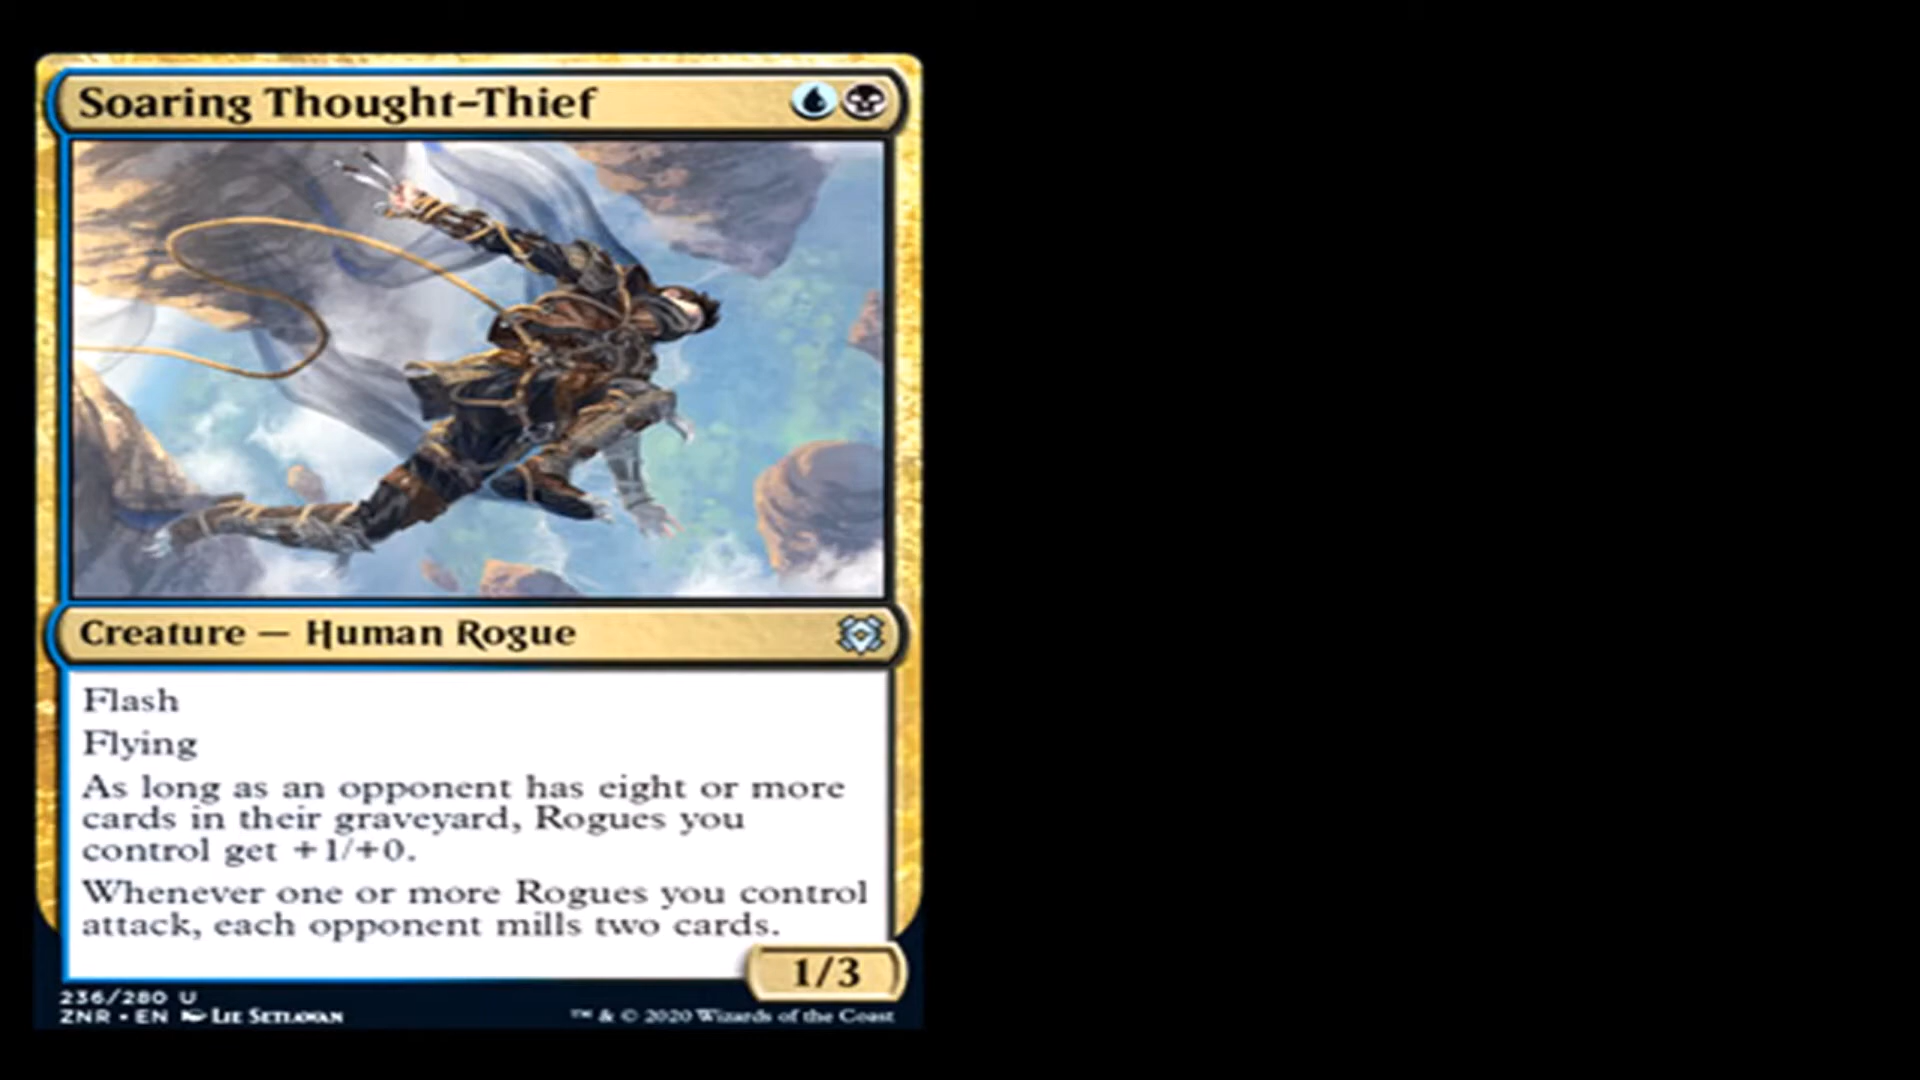 Soaring Thought-Thief
Creature — Human Rogue
Flash
Flying
As long as an opponent has eight or more
cards in their graveyard, Rogues you
control get +1/+0.
Whenever one or more Rogues you control
attack, each opponent mills two cards.
1/3
236/280 U
ZNR • EN Lie Setiawan
™ & © 2020 Wizards of the Coast